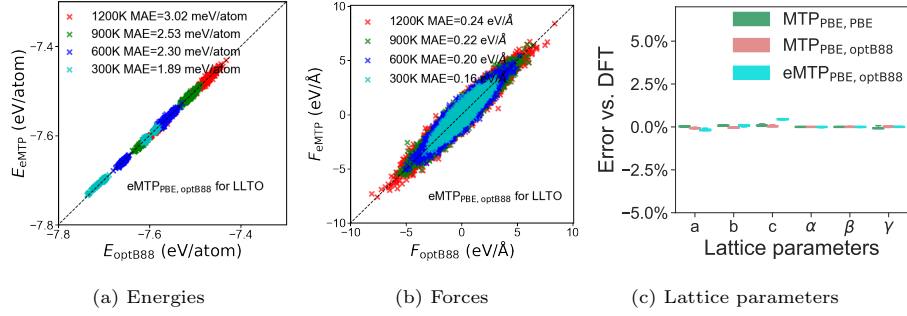 1200K MAE=3.02 meV/atom
900K MAE=2.53 meV/atom
600K MAE=2.30 meV/atom
300K MAE=1.89 meV/atom
-7.4
-7.6
-7.8
E_eMTP (eV/atom)
eMTP_PBE, optB88 for LLTO
-7.8
-7.6
-7.4
E_optB88 (eV/atom)
(a) Energies
1200K MAE=0.24 eV/Å
900K MAE=0.22 eV/Å
600K MAE=0.20 eV/Å
300K MAE=0.16 eV/Å
10
5
0
−5
−10
F_eMTP (eV/Å)
eMTP_PBE, optB88 for LLTO
−10
−5
0
5
10
F_optB88 (eV/Å)
(b) Forces
MTP_PBE, PBE
MTP_PBE, optB88
eMTP_PBE, optB88
5.0%
2.5%
0.0%
−2.5%
−5.0%
Error vs. DFT
a b c α β γ
Lattice parameters
(c) Lattice parameters